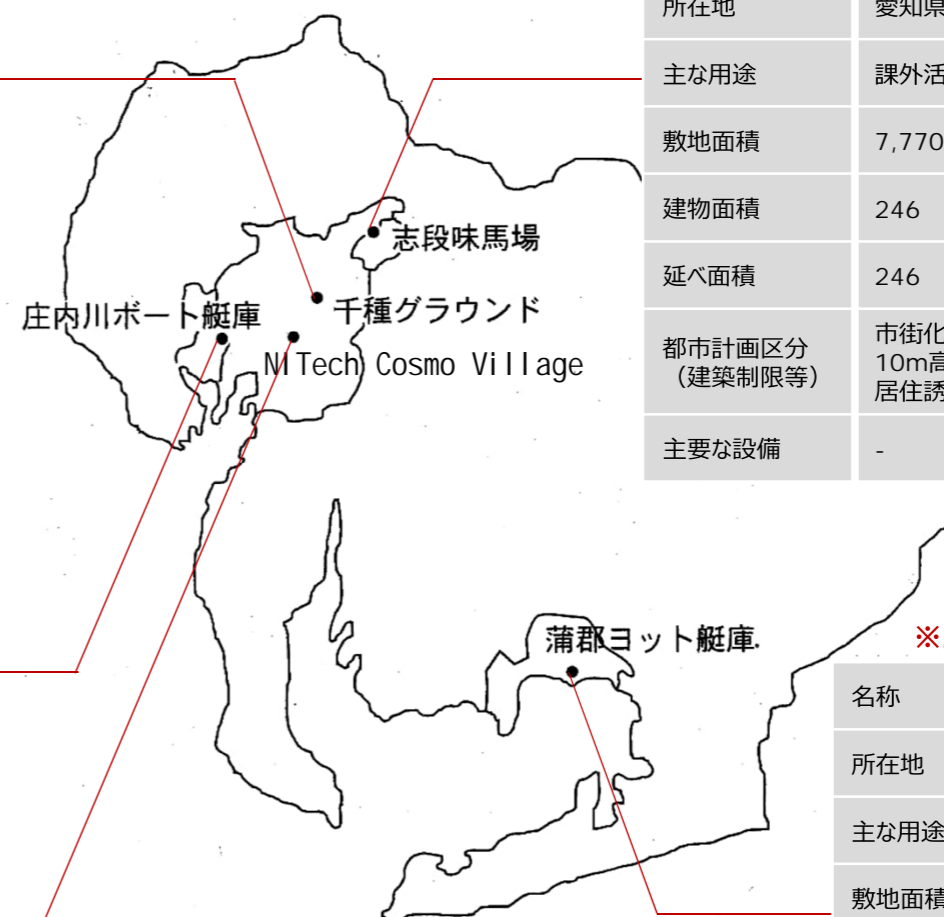 所在地 愛知県
主な用途 課外活
敷地面積 7,770
建物面積 246
延べ面積 246
都市計画区分
（建築制限等）
市街化
10m高
居住誘
主要な設備 -
志段味馬場
千種グラウンド
庄内川ボート艇庫
NITech Cosmo Village
蒲郡ヨット艇庫
※
名称
所在地
主な用途
敷地面積